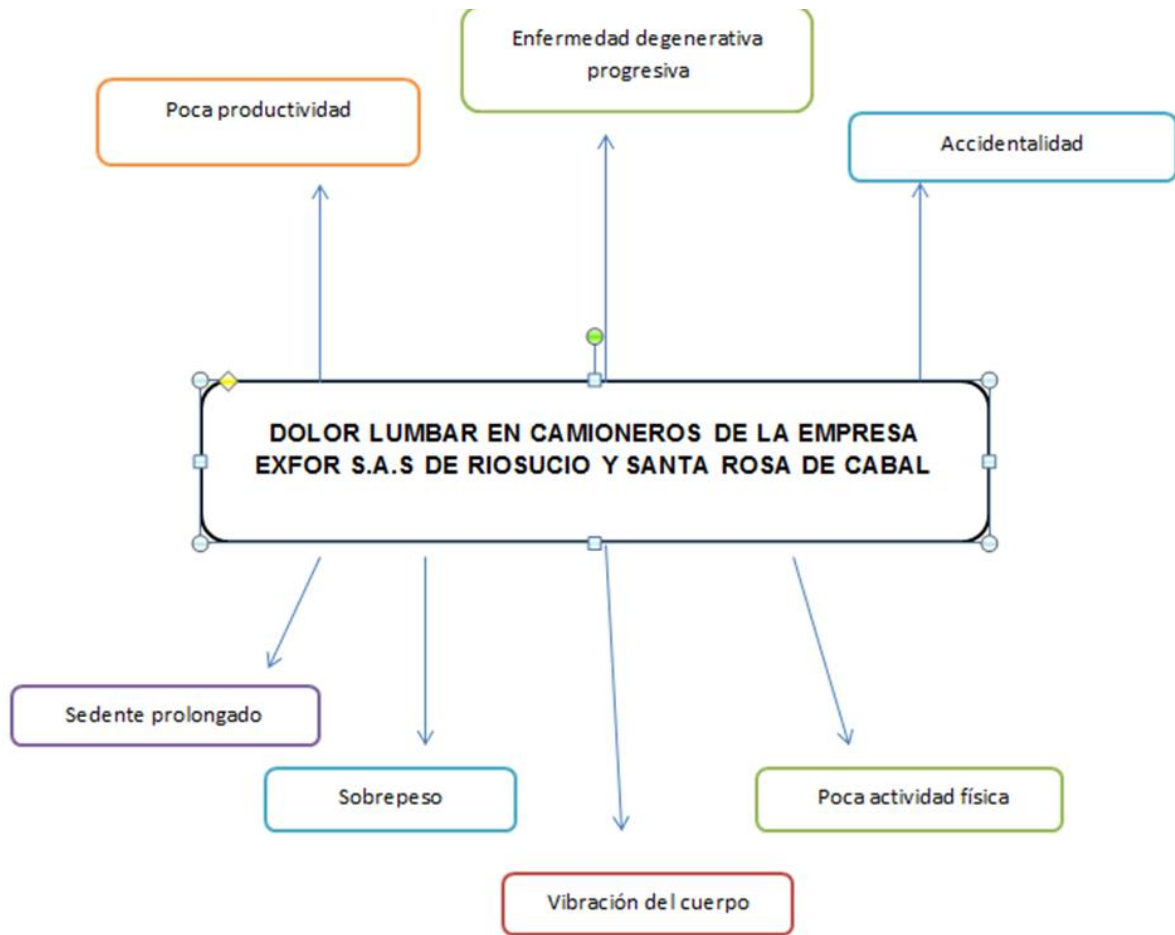 Enfermedad degenerativa
progresiva
Poca productividad
Accidentalidad
DOLOR LUMBAR EN CAMIONEROS DE LA EMPRESA
EXFOR S.A.S DE RIOSUCIO Y SANTA ROSA DE CABAL
Sedente prolongado
Sobrepeso
Poca actividad física
Vibración del cuerpo